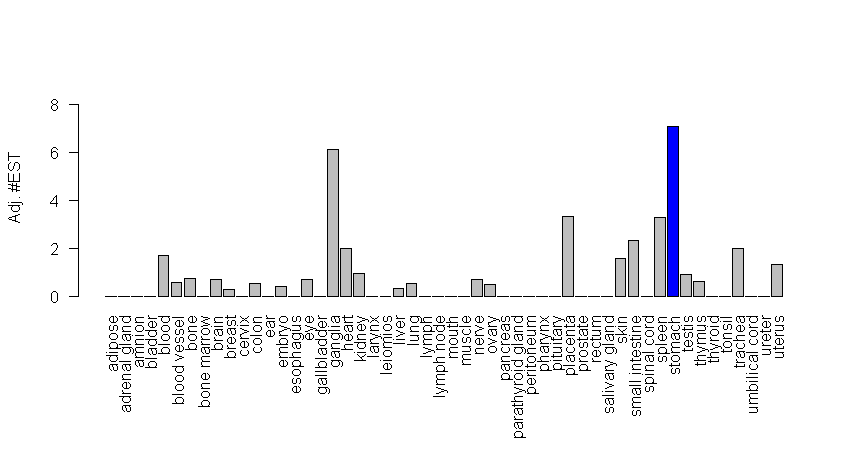 Adj. #EST
8
6
4
2
0
adipose
adrenal gland
amnion
bladder
blood
blood vessel
bone
bone marrow
brain
breast
cervix
colon
ear
embryo
esophagus
eye
gallbladder
ganglia
heart
kidney
larynx
leiomios
liver
lung
lymph
lymph node
mouth
muscle
nerve
ovary
pancreas
parathyroid gland
peritoneum
pharynx
pituitary
placenta
prostate
rectum
salivary gland
skin
small intestine
spinal cord
spleen
stomach
testis
thymus
thyroid
tonsil
trachea
umbilical cord
ureter
uterus